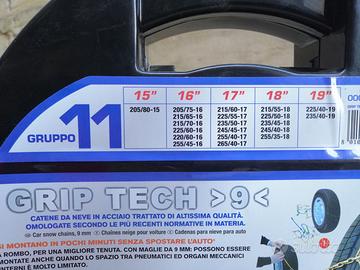 15" 16" 17" 18" 19"
205/80-15 205/75-16 215/60-17 215/55-18 225/40-19
215/65-16 225/55-17 225/50-18 235/40-19
215/70-16 235/50-17 235/45-18
225/60-16 245/45-17 245/40-18
220/60-16 255/45-17 255/35-18
255/40-16 265/40-17
GRUPPO 11
GRIP TECH >9<
CATENE DA NEVE IN ACCIAIO TRATTATO DI ALTISSIMA QUALITÀ.
OMOLOGATE SECONDO LE PIÙ RECENTI NORMATIVE IN MATERIA.
Car snow chains, 9 mm Chaînes neige pour voiture Cadenas para nieve para auto
SI MONTANO IN POCHI MINUTI SENZA SPOSTARE L'AUTO
A ROMBO, PER UNA MIGLIORE TENUTA. CON MAGLIA DA 9 MM: POSSONO ESSERE
MONTATE ANCHE QUANDO LO SPAZIO TRA PNEUMATICI ED ORGANI MECCANICI
È MOLTO LIMITATO.